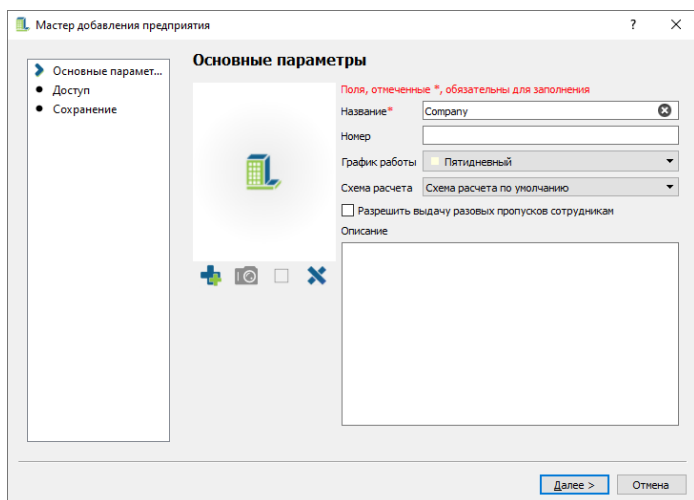 Мастер добавления предприятия
Основные парамет...
Доступ
Сохранение
Основные параметры
Поля, отмеченные *, обязательны для заполнения
Название* Company
Номер
График работы Пятидневный
Схема расчета Схема расчета по умолчанию
Разрешить выдачу разовых пропусков сотрудникам
Описание
Далее > Отмена